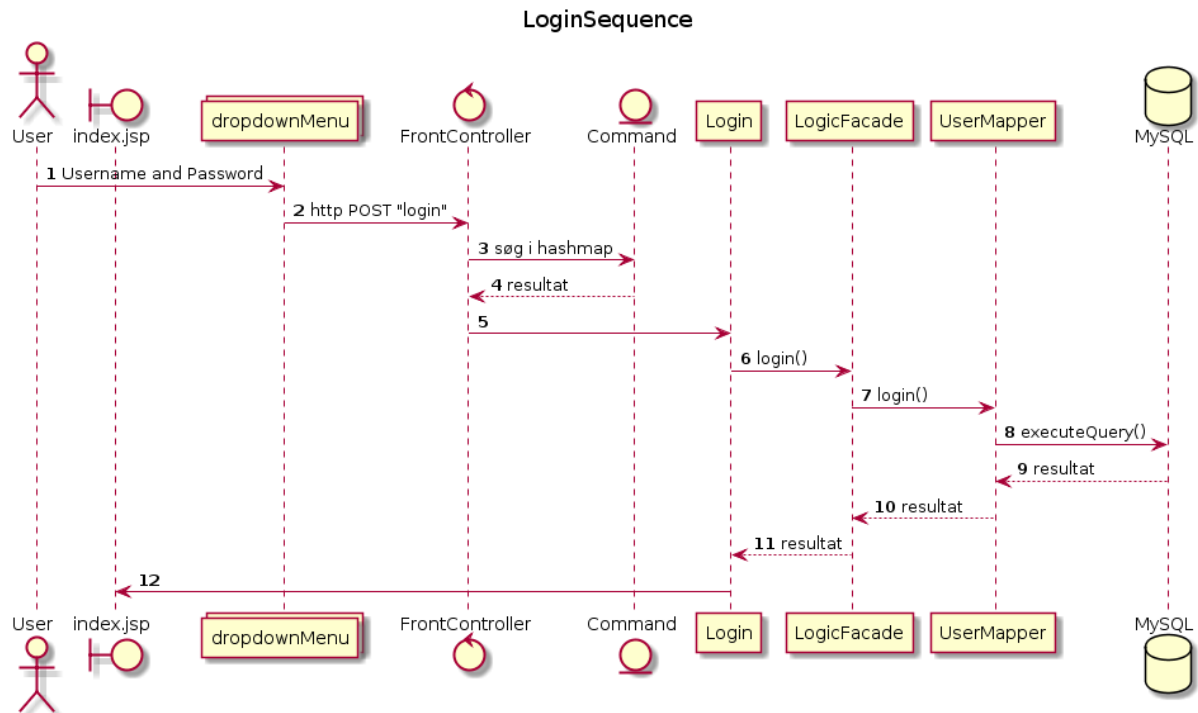 LoginSequence
User
index.jsp
dropdownMenu
FrontController
Command
Login
LogicFacade
UserMapper
MySQL
1 Username and Password
2 http POST "login"
3 søg i hashmap
4 resultat
5
6 login()
7 login()
8 executeQuery()
9 resultat
10 resultat
11 resultat
12
User
index.jsp
dropdownMenu
FrontController
Command
Login
LogicFacade
UserMapper
MySQL